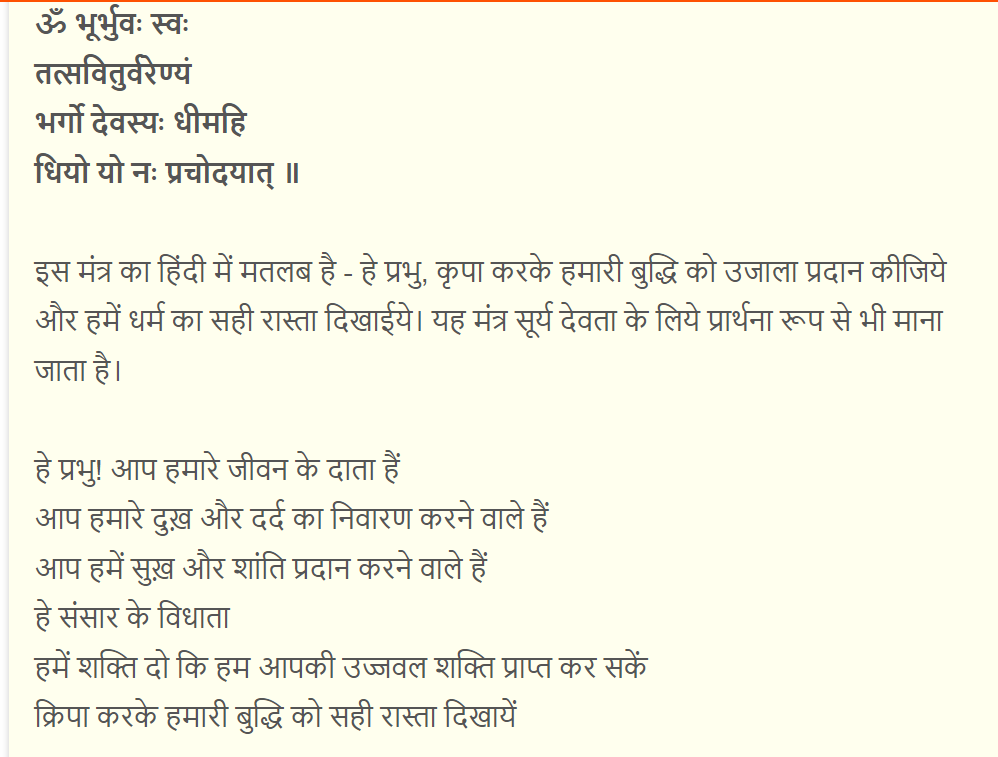 ॐ भूर्भुवः स्वः
तत्सवितुर्वरेण्यं
भर्गो देवस्यः धीमहि
धियो यो नः प्रचोदयात् ॥
इस मंत्र का हिंदी में मतलब है - हे प्रभु, कृपा करके हमारी बुद्धि को उजाला प्रदान कीजिये
और हमें धर्म का सही रास्ता दिखाईये। यह मंत्र सूर्य देवता के लिये प्रार्थना रूप से भी माना
जाता है।
हे प्रभु! आप हमारे जीवन के दाता हैं
आप हमारे दुख़ और दर्द का निवारण करने वाले हैं
आप हमें सुख़ और शांति प्रदान करने वाले हैं
हे संसार के विधाता
हमें शक्ति दो कि हम आपकी उज्जवल शक्ति प्राप्त कर सकें
क्रिपा करके हमारी बुद्धि को सही रास्ता दिखायें